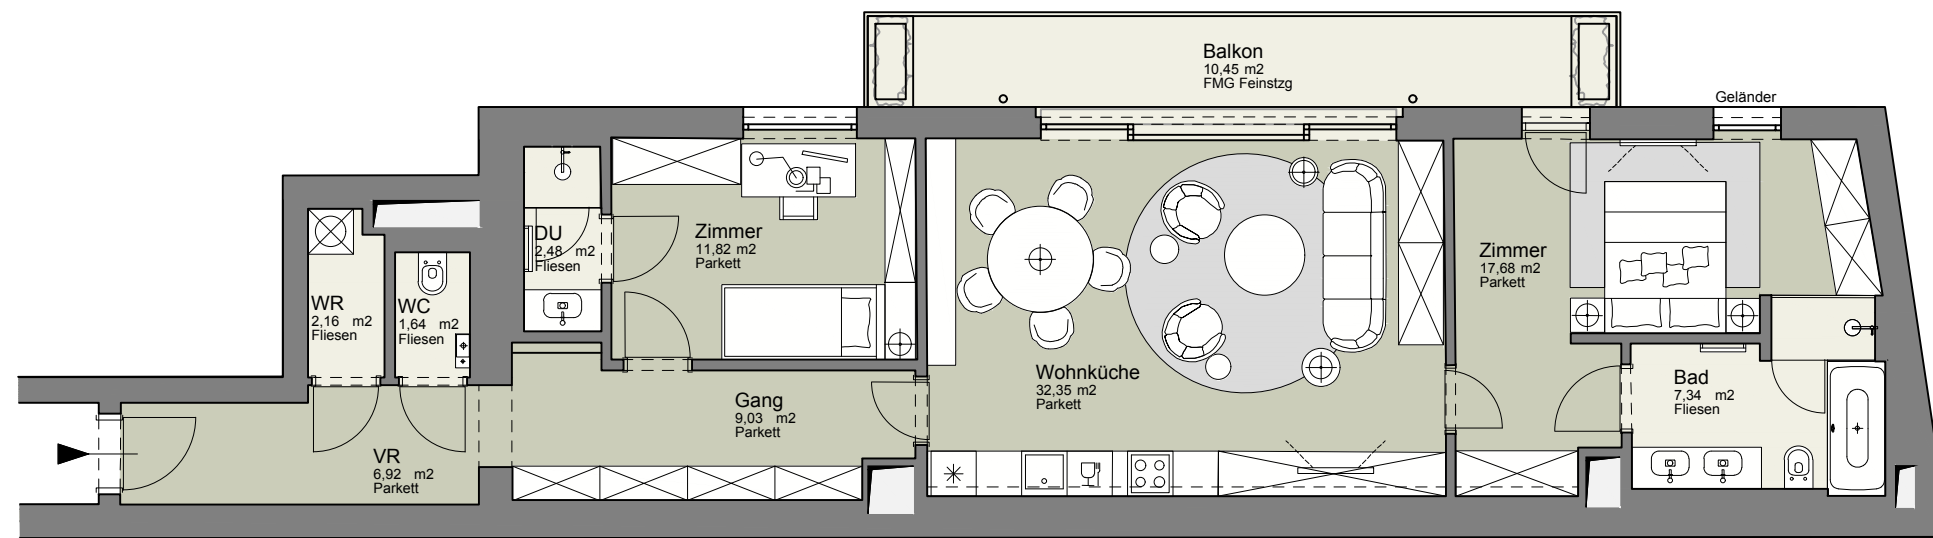 Balkon
10,45 m2
FMG Feinstzg
Geländer
DU
2,48 m2
Fliesen
Zimmer
11,82 m2
Parkett
Zimmer
17,68 m2
Parkett
WR
2,16 m2
Fliesen
WC
1,64 m2
Fliesen
Wohnküche
32,35 m2
Parkett
Bad
7,34 m2
Fliesen
Gang
9,03 m2
Parkett
VR
6,92 m2
Parkett